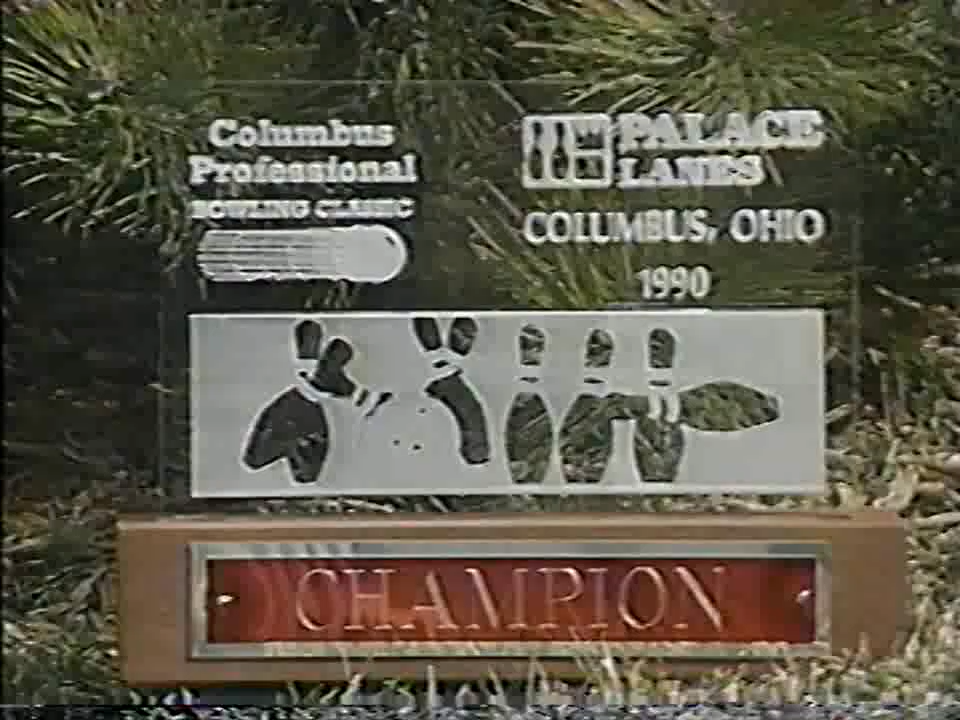 Columbus
Professional
BOWLING CLASSIC
PALACE
LANES
COLUMBUS, OHIO
1990
CHAMPION